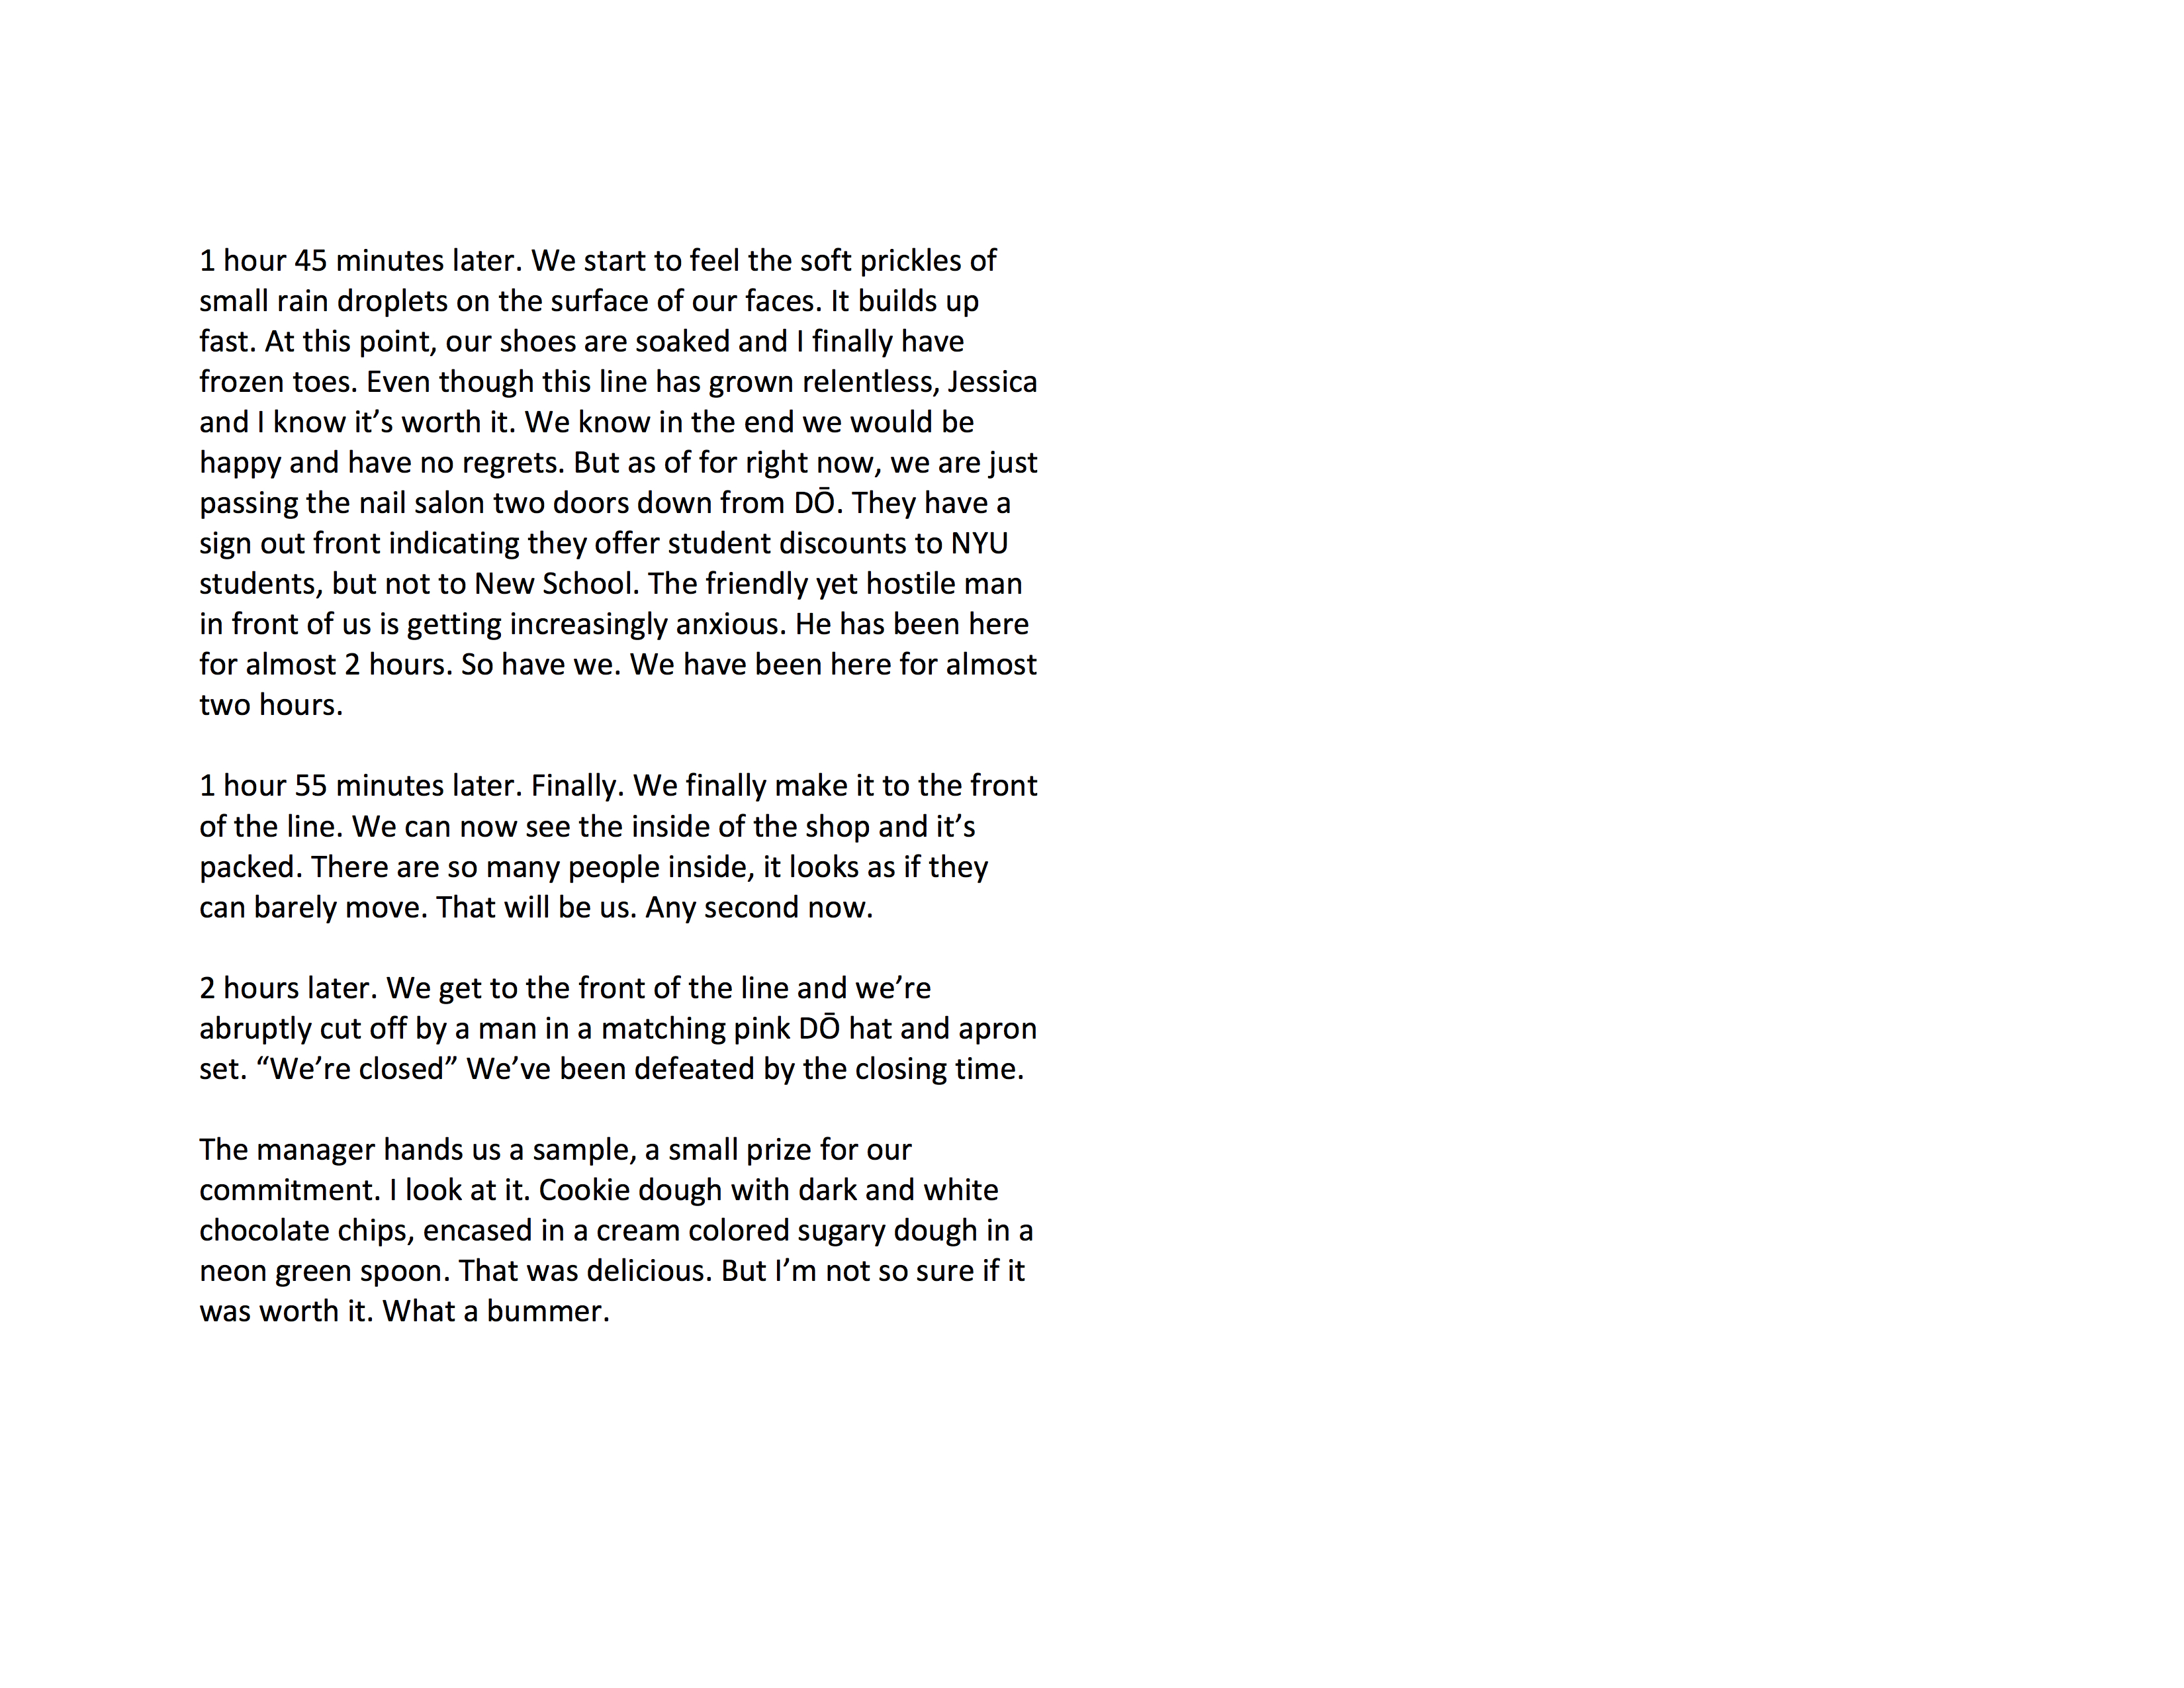 1 hour 45 minutes later. We start to feel the soft prickles of
small rain droplets on the surface of our faces. It builds up
fast. At this point, our shoes are soaked and I finally have
frozen toes. Even though this line has grown relentless, Jessica
and I know it’s worth it. We know in the end we would be
happy and have no regrets. But as of for right now, we are just
passing the nail salon two doors down from DŌ. They have a
sign out front indicating they offer student discounts to NYU
students, but not to New School. The friendly yet hostile man
in front of us is getting increasingly anxious. He has been here
for almost 2 hours. So have we. We have been here for almost
two hours.
1 hour 55 minutes later. Finally. We finally make it to the front
of the line. We can now see the inside of the shop and it’s
packed. There are so many people inside, it looks as if they
can barely move. That will be us. Any second now.
2 hours later. We get to the front of the line and we’re
abruptly cut off by a man in a matching pink DŌ hat and apron
set. “We’re closed” We’ve been defeated by the closing time.
The manager hands us a sample, a small prize for our
commitment. I look at it. Cookie dough with dark and white
chocolate chips, encased in a cream colored sugary dough in a
neon green spoon. That was delicious. But I’m not so sure if it
was worth it. What a bummer.